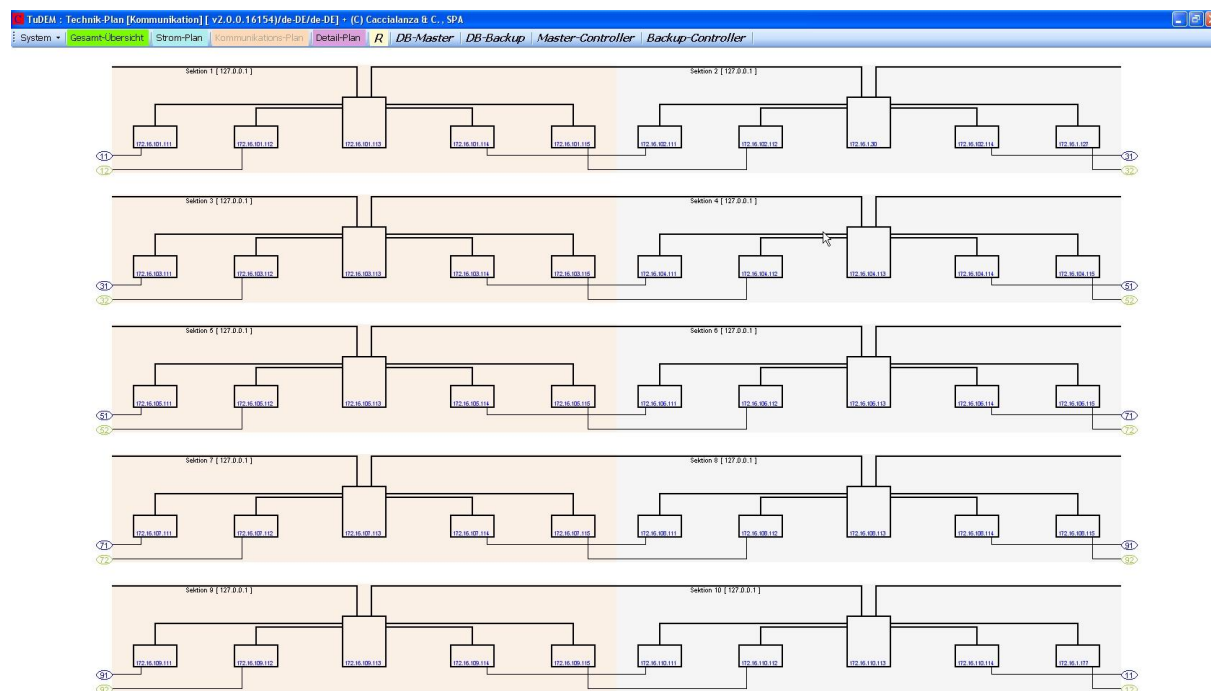 TuDEM : Technik-Plan [Kommunikation] [ v2.0.0.16154)/de-DE/de-DE] + (C) Caccialanza & C., SPA
System Gesamt-Übersicht Strom-Plan Kommunikations-Plan Detail-Plan R DB-Master DB-Backup Master-Controller Backup-Controller
Sektion 1 [ 127.0.0.1 ] Sektion 2 [ 127.0.0.1 ]
172.16.101.111 172.16.101.112 172.16.101.113 172.16.101.114 172.16.101.115 172.16.102.111 172.16.102.112 172.16.1.30 172.16.102.114 172.16.1.127
11 31
12 32
Sektion 3 [ 127.0.0.1 ] Sektion 4 [ 127.0.0.1 ]
172.16.103.111 172.16.103.112 172.16.103.113 172.16.103.114 172.16.103.115 172.16.104.111 172.16.104.112 172.16.104.113 172.16.104.114 172.16.104.115
31 51
32 52
Sektion 5 [ 127.0.0.1 ] Sektion 6 [ 127.0.0.1 ]
172.16.105.111 172.16.105.112 172.16.105.113 172.16.105.114 172.16.105.115 172.16.106.111 172.16.106.112 172.16.106.113 172.16.106.114 172.16.106.115
51 71
52 72
Sektion 7 [ 127.0.0.1 ] Sektion 8 [ 127.0.0.1 ]
172.16.107.111 172.16.107.112 172.16.107.113 172.16.107.114 172.16.107.115 172.16.108.111 172.16.108.112 172.16.108.113 172.16.108.114 172.16.108.115
71 91
72 92
Sektion 9 [ 127.0.0.1 ] Sektion 10 [ 127.0.0.1 ]
172.16.109.111 172.16.109.112 172.16.109.113 172.16.109.114 172.16.109.115 172.16.110.111 172.16.110.112 172.16.110.113 172.16.110.114 172.16.1.177
91 11
92 12